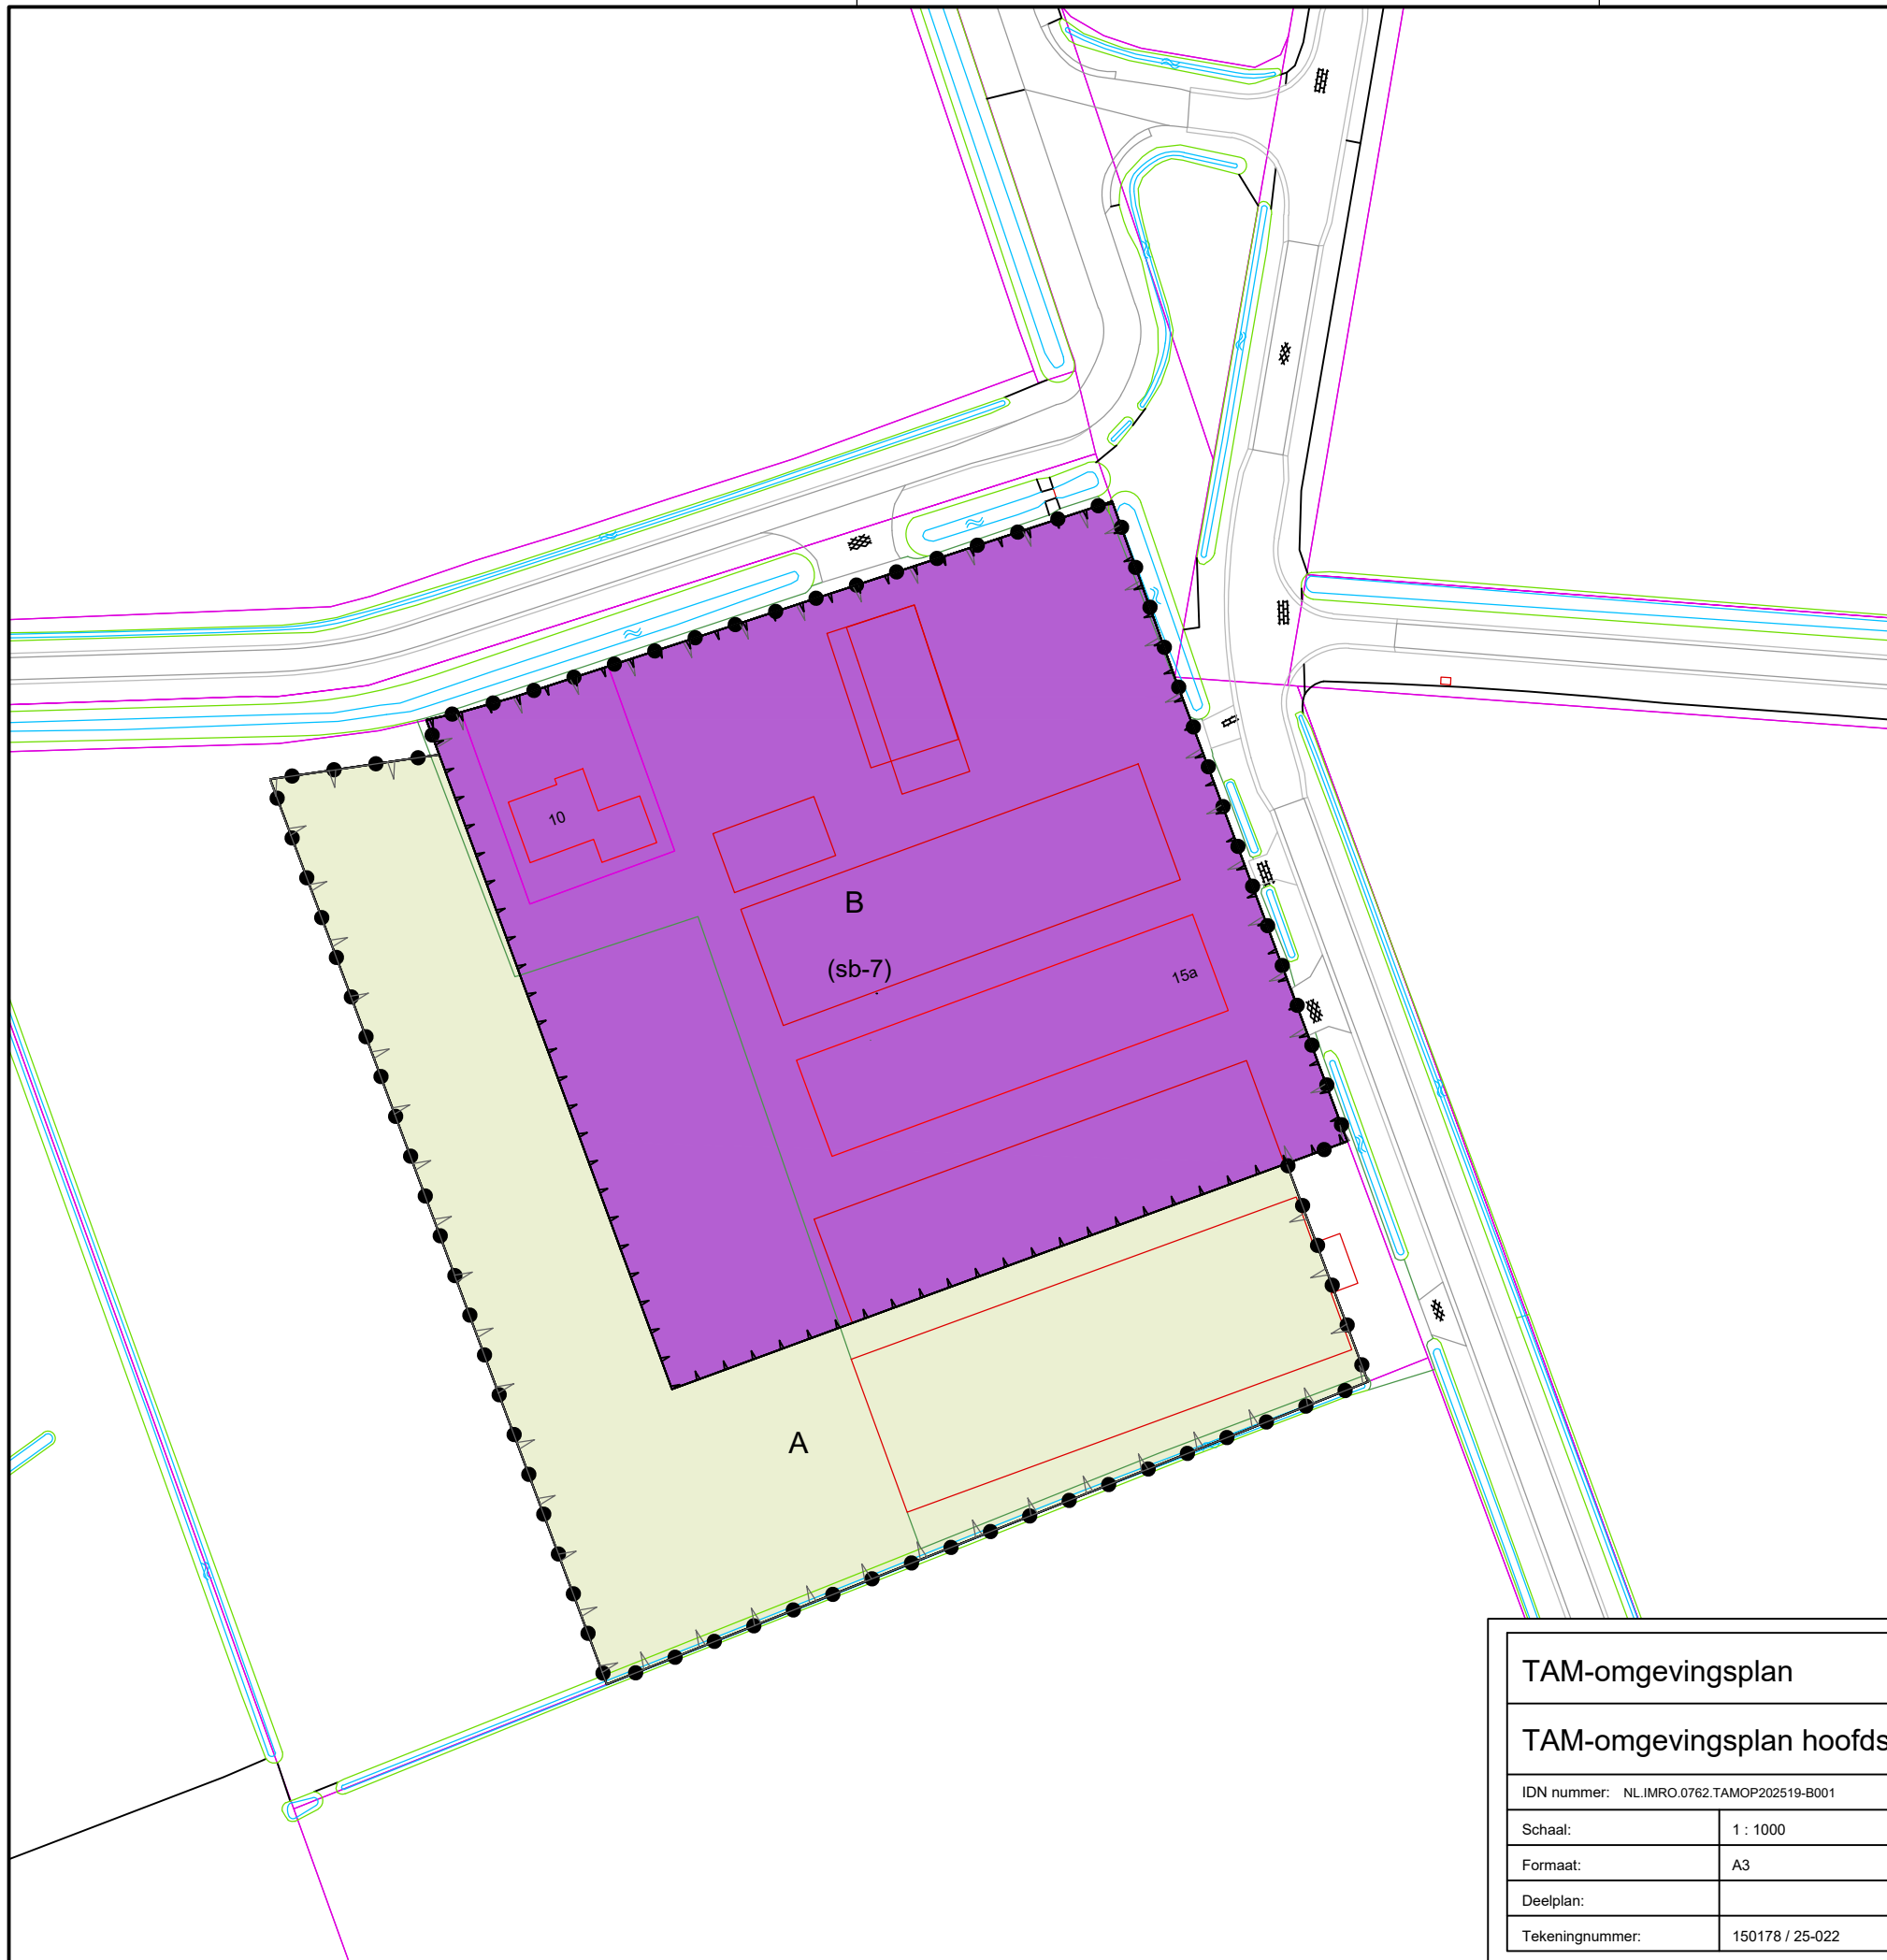 10
B
(sb-7)
15a
A
TAM-omgevingsplan
TAM-omgevingsplan hoofds
IDN nummer: NL.IMRO.0762.TAMOP202519-B001
Schaal: 1 : 1000
Formaat: A3
Deelplan:
Tekeningnummer: 150178 / 25-022